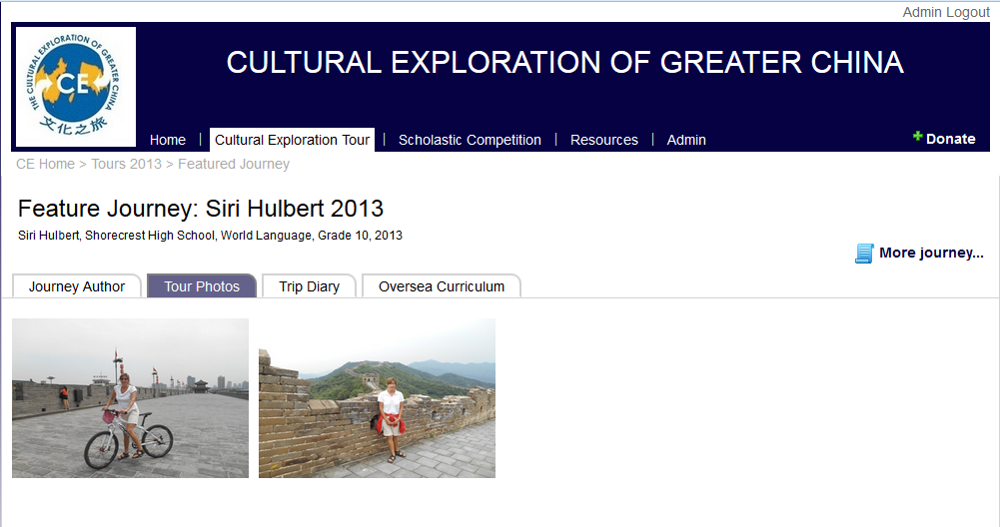 Admin Logout
THE CULTURAL EXPLORATION OF GREATER CHINA
CE
文化之旅
CULTURAL EXPLORATION OF GREATER CHINA
Home | Cultural Exploration Tour | Scholastic Competition | Resources | Admin
Donate
CE Home > Tours 2013 > Featured Journey
Feature Journey: Siri Hulbert 2013
Siri Hulbert, Shorecrest High School, World Language, Grade 10, 2013
More journey...
Journey Author Tour Photos Trip Diary Oversea Curriculum